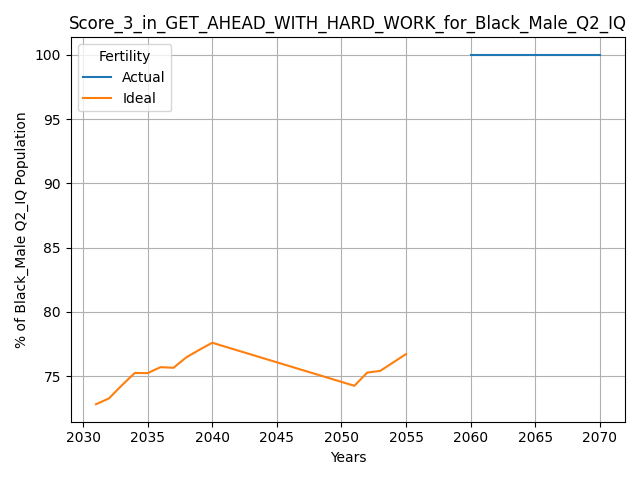 Score_3_in_GET_AHEAD_WITH_HARD_WORK_for_Black_Male_Q2_IQ
Fertility
Actual
Ideal
% of Black_Male Q2_IQ Population
100
95
90
85
80
75
2030 2035 2040 2045 2050 2055 2060 2065 2070
Years